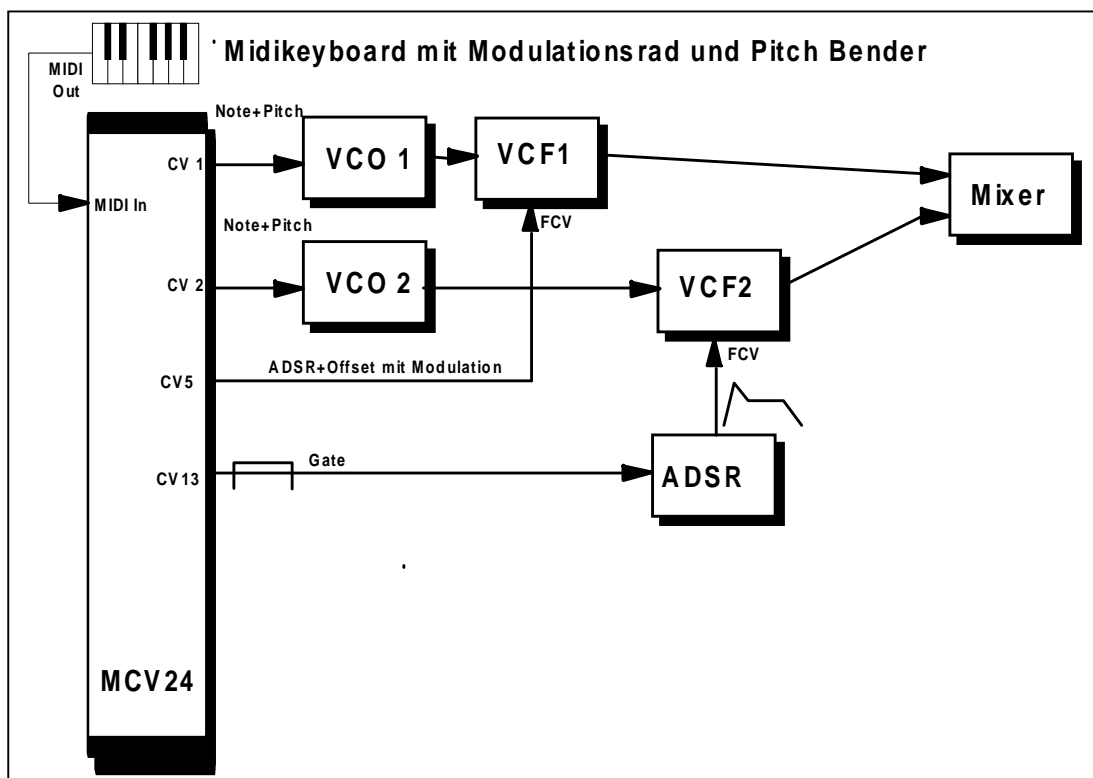 Midikeyboard mit Modulationsrad und Pitch Bender
MIDI
Out
Note+Pitch
CV 1
VCO 1
VCF1
Mixer
MIDI In
FCV
Note+Pitch
CV 2
VCO 2
VCF2
FCV
ADSR+Offset mit Modulation
CV5
Gate
CV13
ADSR
MCV24